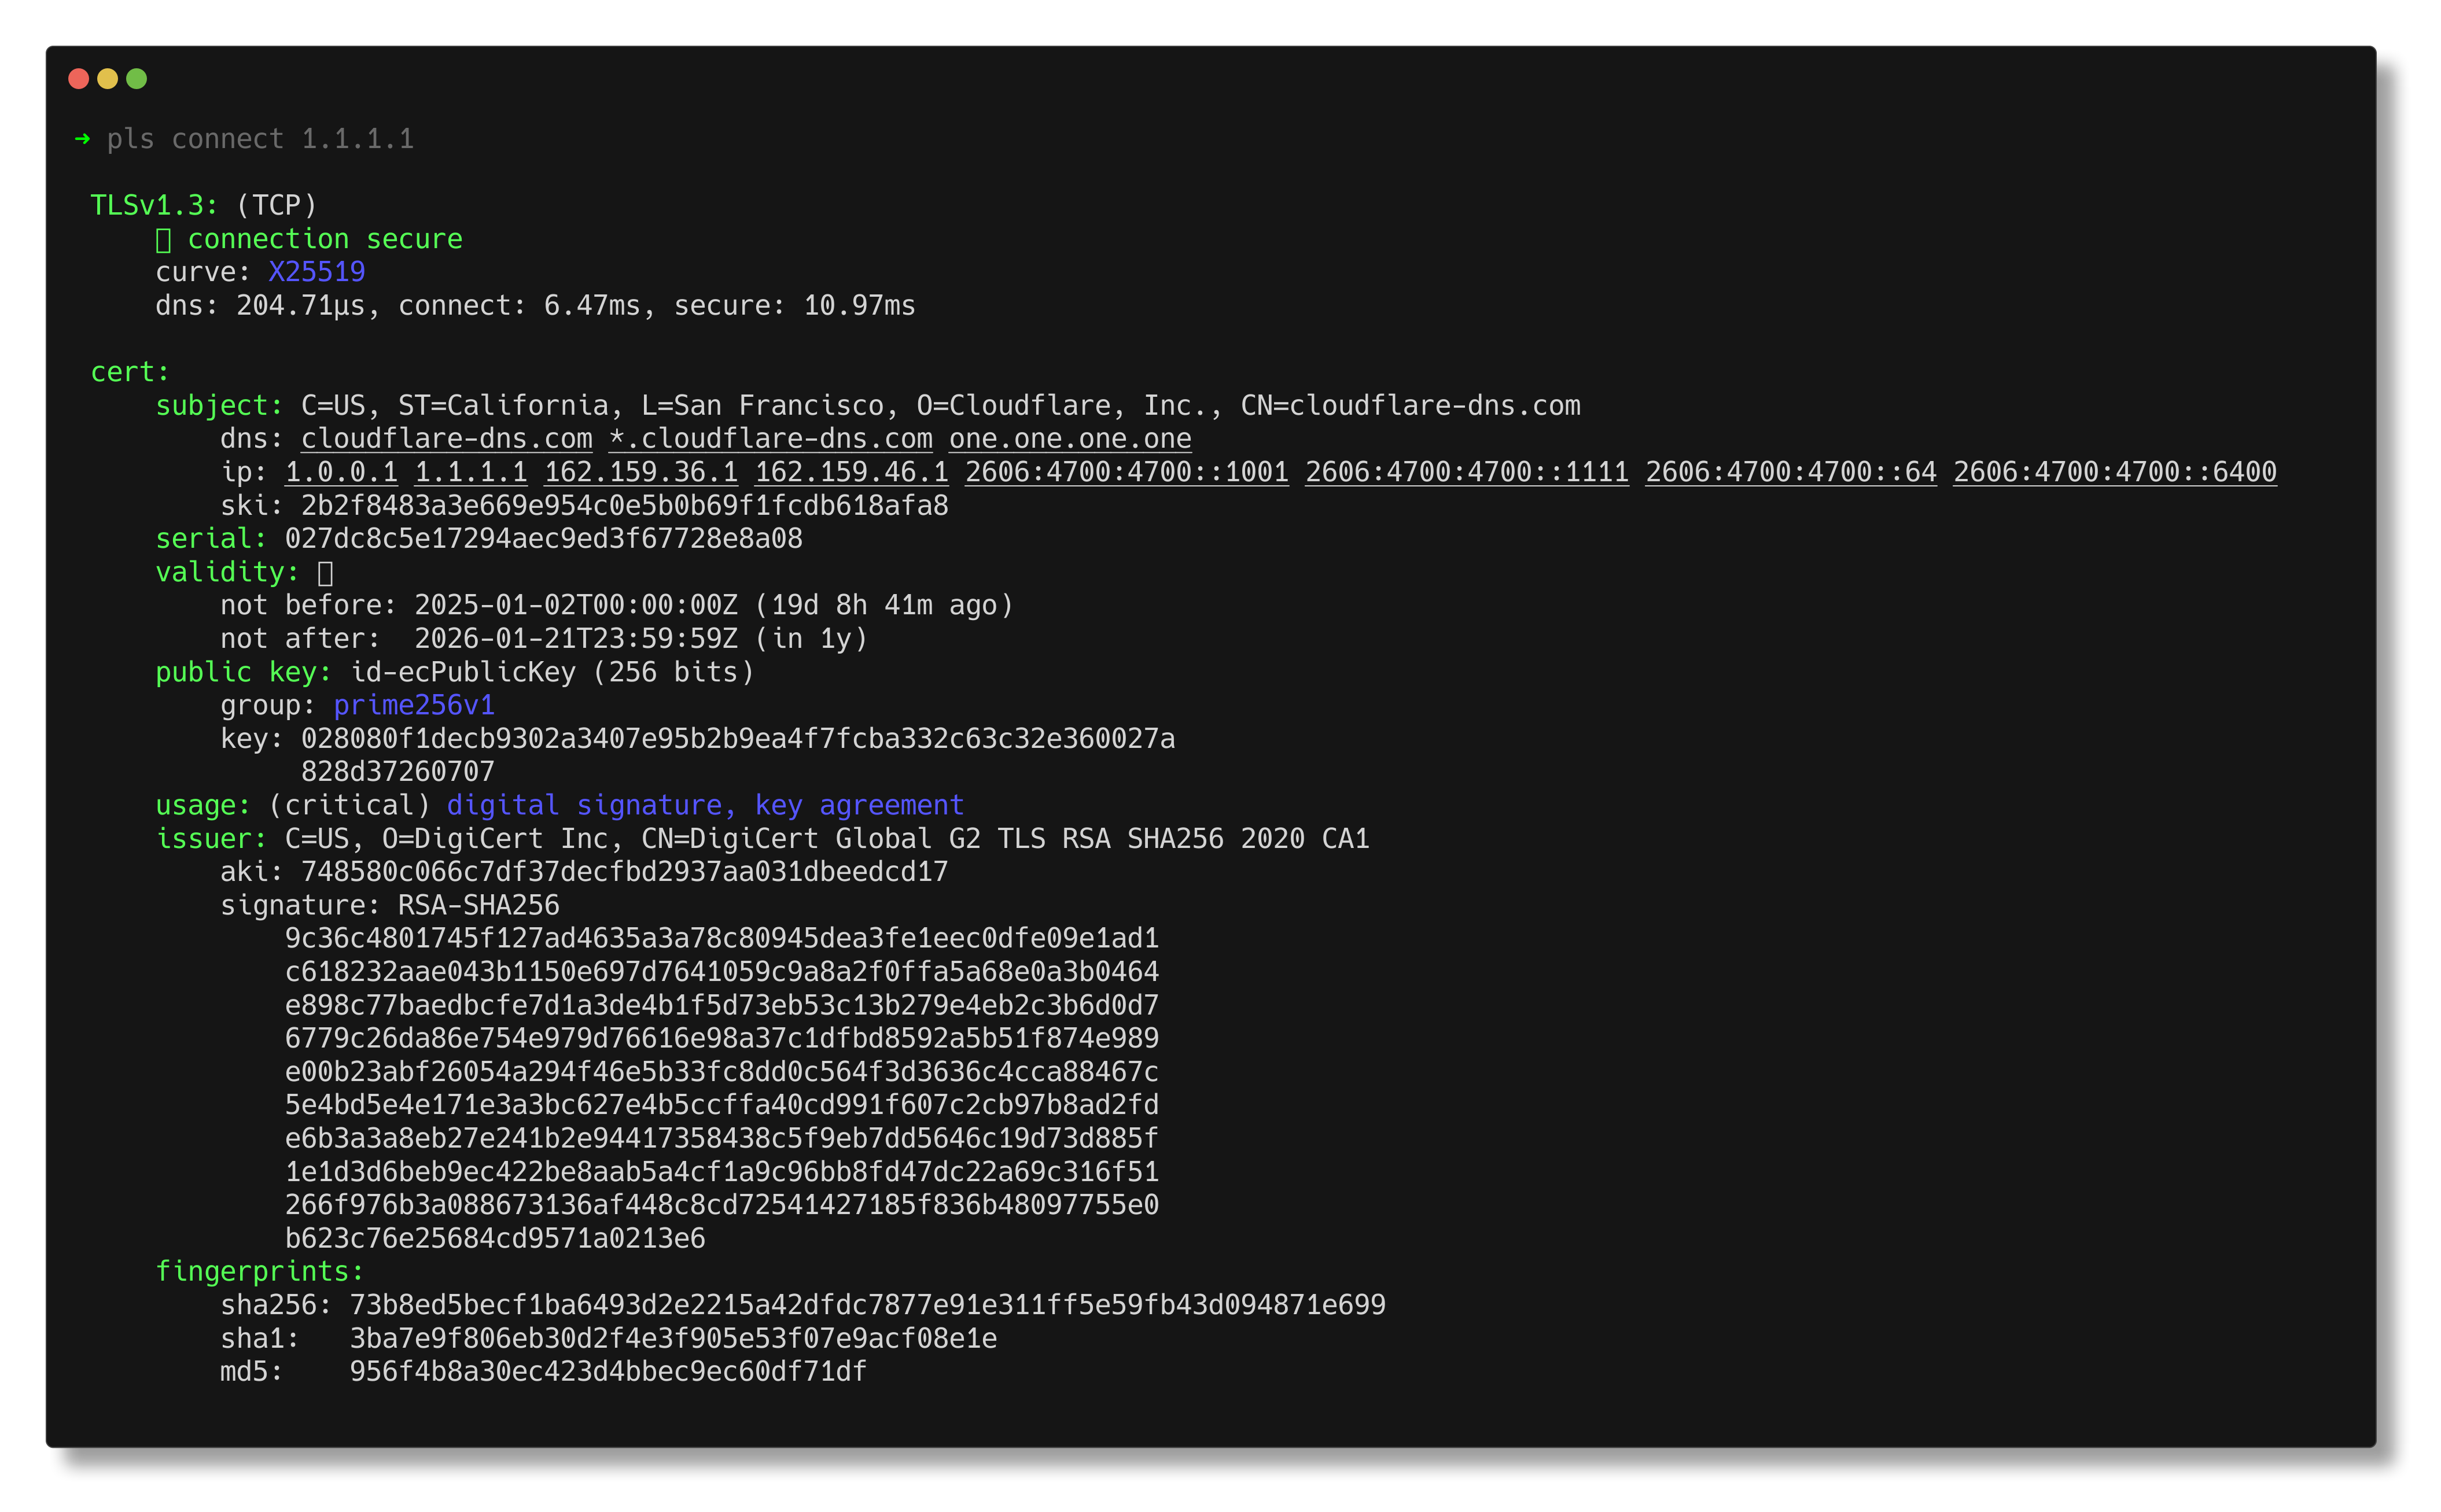 ➜ pls connect 1.1.1.1
TLSv1.3: (TCP)
connection secure
curve: X25519
dns: 204.71µs, connect: 6.47ms, secure: 10.97ms
cert:
subject: C=US, ST=California, L=San Francisco, O=Cloudflare, Inc., CN=cloudflare-dns.com
dns: cloudflare-dns.com *.cloudflare-dns.com one.one.one.one
ip: 1.0.0.1 1.1.1.1 162.159.36.1 162.159.46.1 2606:4700:4700::1001 2606:4700:4700::1111 2606:4700:4700::64 2606:4700:4700::6400
ski: 2b2f8483a3e669e954c0e5b0b69f1fcdb618afa8
serial: 027dc8c5e17294aec9ed3f67728e8a08
validity:
not before: 2025-01-02T00:00:00Z (19d 8h 41m ago)
not after:  2026-01-21T23:59:59Z (in 1y)
public key: id-ecPublicKey (256 bits)
group: prime256v1
key: 028080f1decb9302a3407e95b2b9ea4f7fcba332c63c32e360027a
828d37260707
usage: (critical) digital signature, key agreement
issuer: C=US, O=DigiCert Inc, CN=DigiCert Global G2 TLS RSA SHA256 2020 CA1
aki: 748580c066c7df37decfbd2937aa031dbeedcd17
signature: RSA-SHA256
9c36c4801745f127ad4635a3a78c80945dea3fe1eec0dfe09e1ad1
c618232aae043b1150e697d7641059c9a8a2f0ffa5a68e0a3b0464
e898c77baedbcfe7d1a3de4b1f5d73eb53c13b279e4eb2c3b6d0d7
6779c26da86e754e979d76616e98a37c1dfbd8592a5b51f874e989
e00b23abf26054a294f46e5b33fc8dd0c564f3d3636c4cca88467c
5e4bd5e4e171e3a3bc627e4b5ccffa40cd991f607c2cb97b8ad2fd
e6b3a3a8eb27e241b2e94417358438c5f9eb7dd5646c19d73d885f
1e1d3d6beb9ec422be8aab5a4cf1a9c96bb8fd47dc22a69c316f51
266f976b3a088673136af448c8cd72541427185f836b48097755e0
b623c76e25684cd9571a0213e6
fingerprints:
sha256: 73b8ed5becf1ba6493d2e2215a42dfdc7877e91e311ff5e59fb43d094871e699
sha1:   3ba7e9f806eb30d2f4e3f905e53f07e9acf08e1e
md5:    956f4b8a30ec423d4bbec9ec60df71df